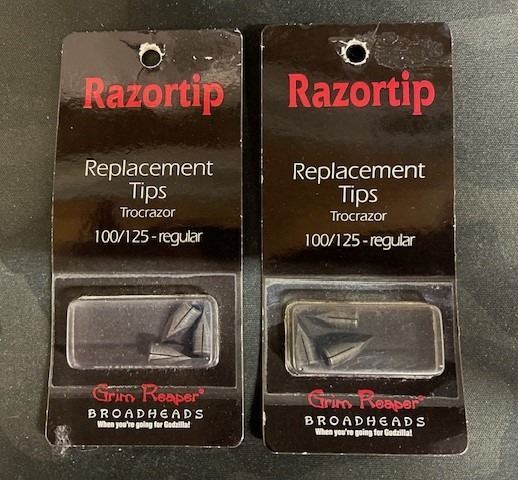 Razortip
Replacement
Tips
Trocrazor
100/125 - regular
Grim Reaper®
BROADHEADS
When you're going for Godzilla!
Razortip
Replacement
Tips
Trocrazor
100/125 - regular
Grim Reaper®
BROADHEADS
When you're going for Godzilla!